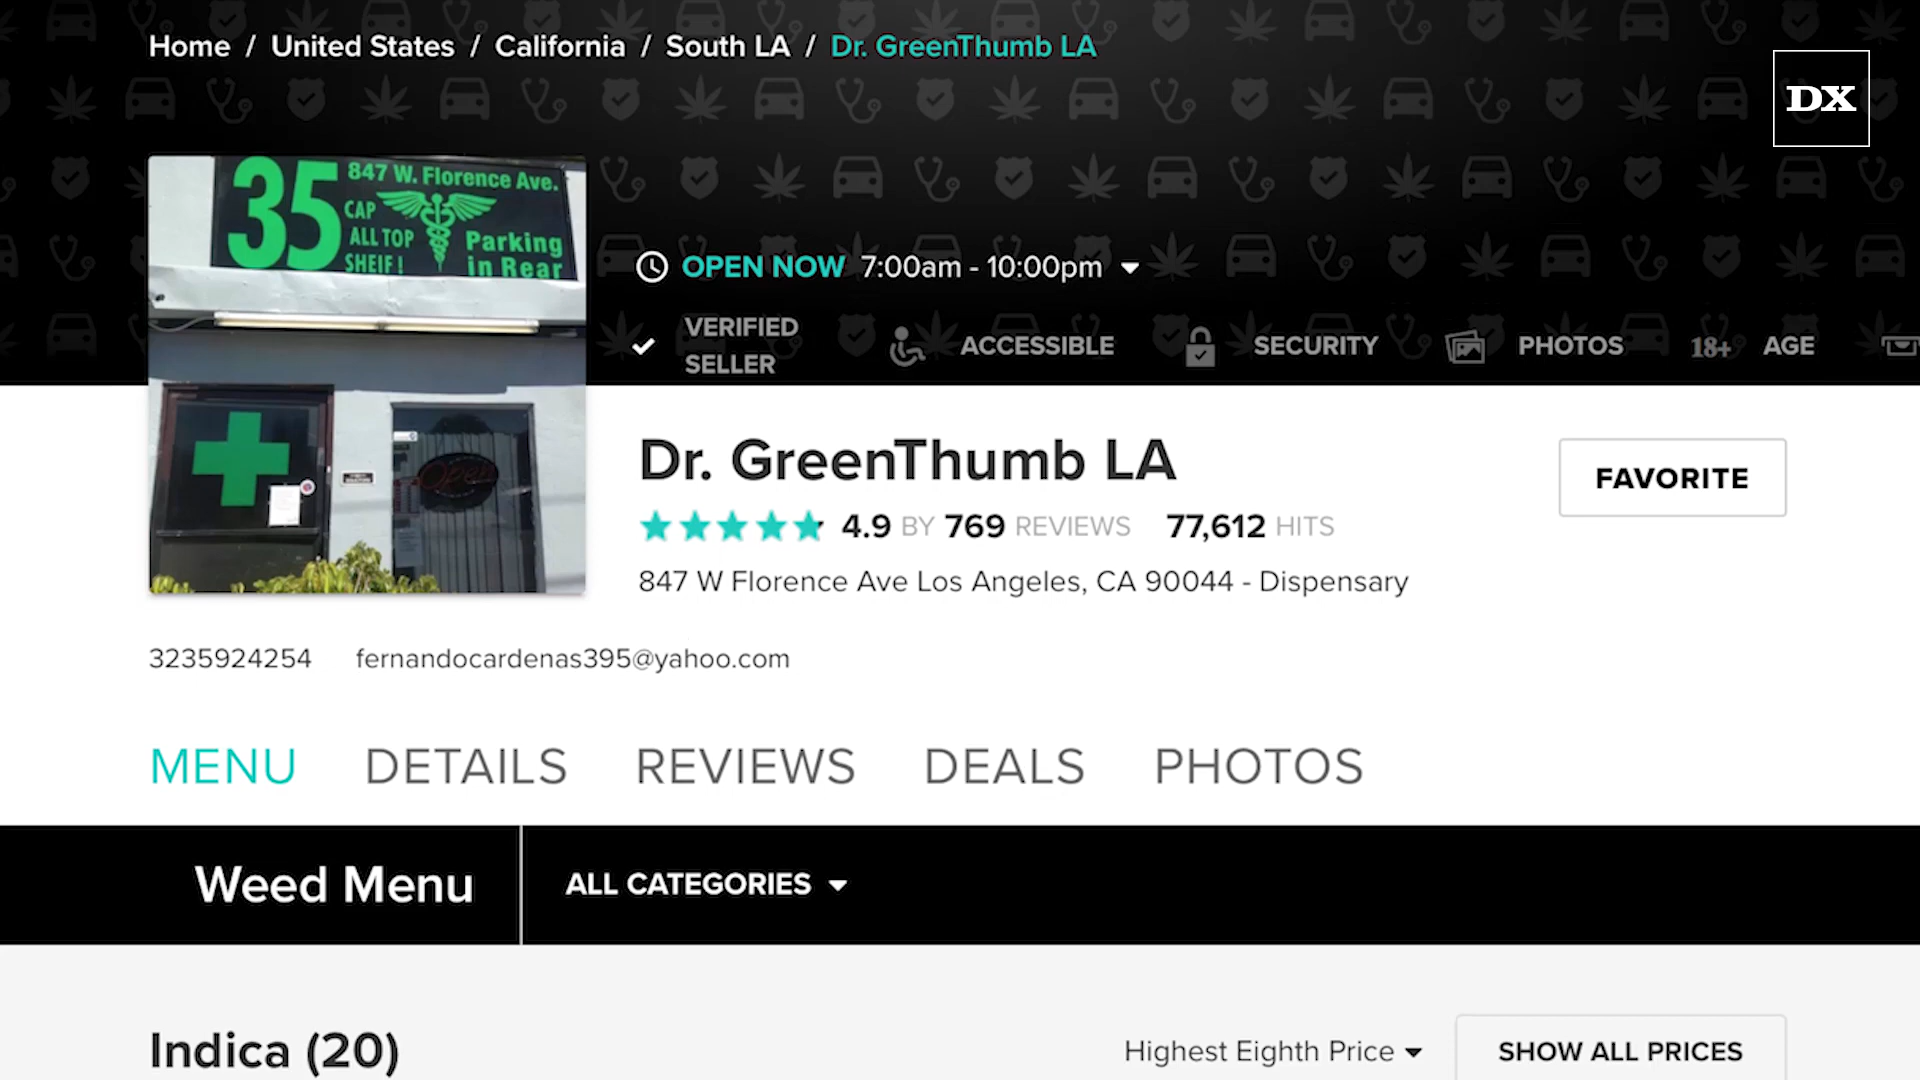 Home / United States / California / South LA / Dr. GreenThumb LA
DX
35
847 W. Florence Ave.
CAP
ALL TOP
SHEIF!
Parking
in Rear
Open
OPEN NOW 7:00am - 10:00pm
VERIFIED
SELLER
ACCESSIBLE
SECURITY
PHOTOS
18+ AGE
Dr. GreenThumb LA
FAVORITE
4.9 BY 769 REVIEWS 77,612 HITS
847 W Florence Ave Los Angeles, CA 90044 - Dispensary
3235924254 fernandocardenas395@yahoo.com
MENU DETAILS REVIEWS DEALS PHOTOS
Weed Menu ALL CATEGORIES
Indica (20) Highest Eighth Price SHOW ALL PRICES